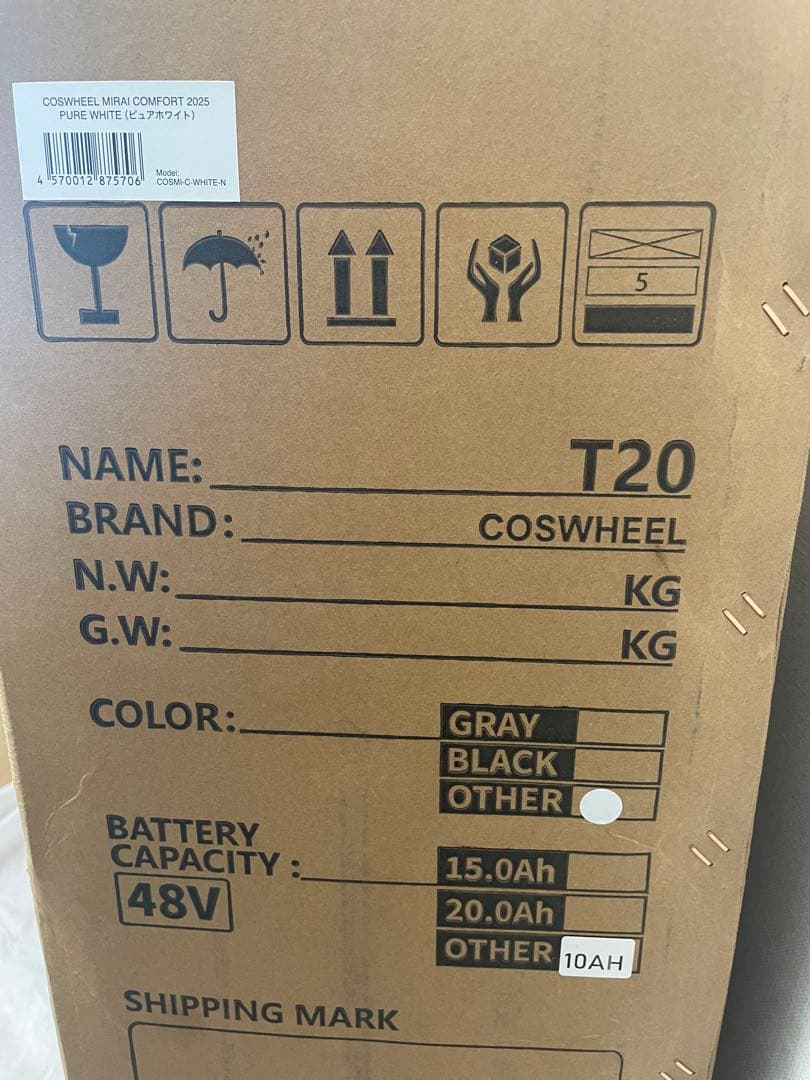 COSWHEEL MIRAI COMFORT 2025
PURE WHITE (ピュアホワイト)
4 570012 875706
Model:
COSMI-C-WHITE-N
5
NAME: T20
BRAND: COSWHEEL
N.W: KG
G.W: KG
COLOR: GRAY
BLACK
OTHER
BATTERY
CAPACITY : 15.0Ah
48V 20.0Ah
OTHER 10AH
SHIPPING MARK